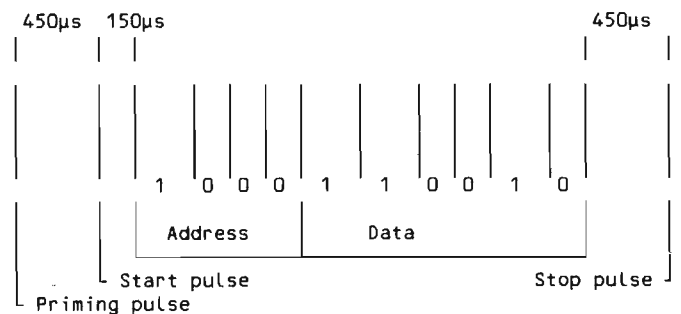 450µs 150µs 450µs
1 0 0 0 1 1 0 0 1 0
Address Data
Start pulse Stop pulse
Priming pulse